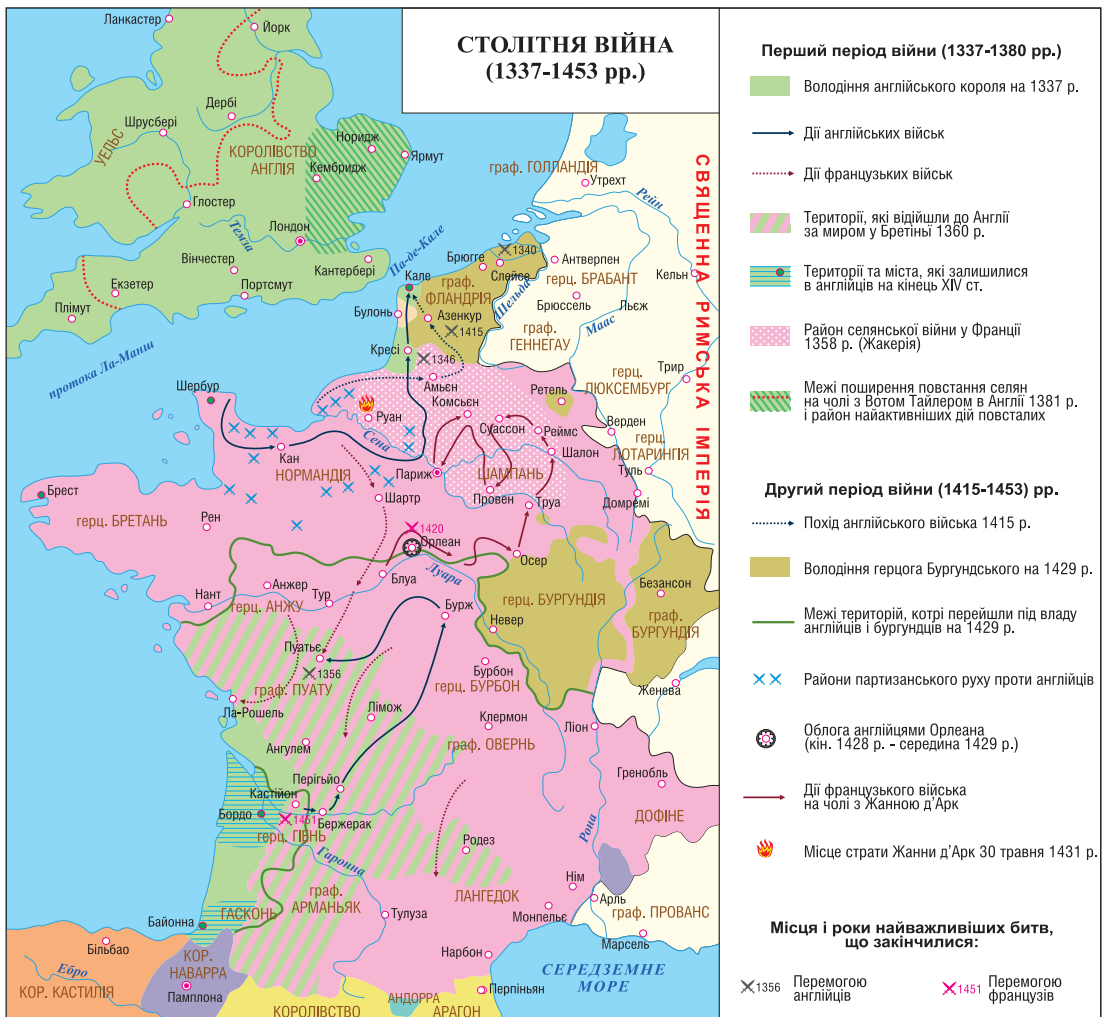 СТОЛІТНЯ ВІЙНА
(1337-1453 рр.)
Ланкастер
Йорк
Дербі
Шрусбері
УЕЛЬС
КОРОЛІВСТВО
АНГЛІЯ
Норидж
Ярмут
Кембридж
Глостер
Темза
Лондон
Вінчестер
Кантербері
Екзетер
Портсмут
Плімут
протока Ла-Манш
Па-де-Кале
граф. ГОЛЛАНДІЯ
Утрехт
Рейн
СВЯЩЕННА РИМСЬКА ІМПЕРІЯ
1340
Брюгге
Слейсе
Антверпен
герц. БРАБАНТ
Кельн
Кале
граф.
ФЛАНДРІЯ
Шельда
Брюссель
Льєж
Булонь
Азенкур
1415
Маас
граф.
ГЕННЕГАУ
Кресі
1346
герц.
ЛЮКСЕМБУРГ
Трир
Шербур
Амьєн
Комсьєн
Ретель
Руан
Суассон
Реймс
Верден
герц.
ЛОТАРИНГІЯ
Сена
Кан
НОРМАНДІЯ
Париж
ШАМПАНЬ
Шалон
Туль
Брест
Шартр
Провен
Труа
Домремі
герц. БРЕТАНЬ
Рен
1420
Орлеан
Осер
Анжер
Блуа
Луара
Безансон
Нант
герц. АНЖУ
Тур
Бурж
герц. БУРГУНДІЯ
граф.
БУРГУНДІЯ
Невер
Пуатьє
1356
граф. ПУАТУ
Бурбон
герц. БУРБОН
Женева
Ла-Рошель
Лімож
Клермон
Ліон
Ангулем
граф. ОВЕРНЬ
Гренобль
Перігьйо
Кастійон
Бордо
1451
Бержерак
герц. ГІЕНЬ
ДОФІНЕ
Рона
Гаронна
Родез
Нім
граф.
АРМАНЬЯК
ЛАНГЕДОК
Арль
ГАСКОНЬ
Тулуза
Монпельє
граф. ПРОВАНС
Байонна
Марсель
Більбао
КОР.
НАВАРРА
Нарбон
СЕРЕДЗЕМНЕ
МОРЕ
Ебро
Памплона
КОР. КАСТИЛІЯ
АНДОРРА
Перпіньян
КОРОЛІВСТВО
АРАГОН
Перший період війни (1337-1380 рр.)
Володіння англійського короля на 1337 р.
Дії англійських військ
Дії французьких військ
Території, які відійшли до Англії
за миром у Бретіньї 1360 р.
Території та міста, які залишилися
в англійців на кінець XIV ст.
Район селянської війни у Франції
1358 р. (Жакерія)
Межі поширення повстання селян
на чолі з Вотом Тайлером в Англії 1381 р.
і район найактивніших дій повсталих
Другий період війни (1415-1453) рр.
Похід англійського війська 1415 р.
Володіння герцога Бургундського на 1429 р.
Межі територій, котрі перейшли під владу
англійців і бургундців на 1429 р.
Райони партизанського руху проти англійців
Облога англійцями Орлеана
(кін. 1428 р. - середина 1429 р.)
Дії французького війська
на чолі з Жанною д’Арк
Місце страти Жанни д’Арк 30 травня 1431 р.
Місця і роки найважливіших битв,
що закінчилися:
1356
Перемогою
англійців
1451
Перемогою
французів